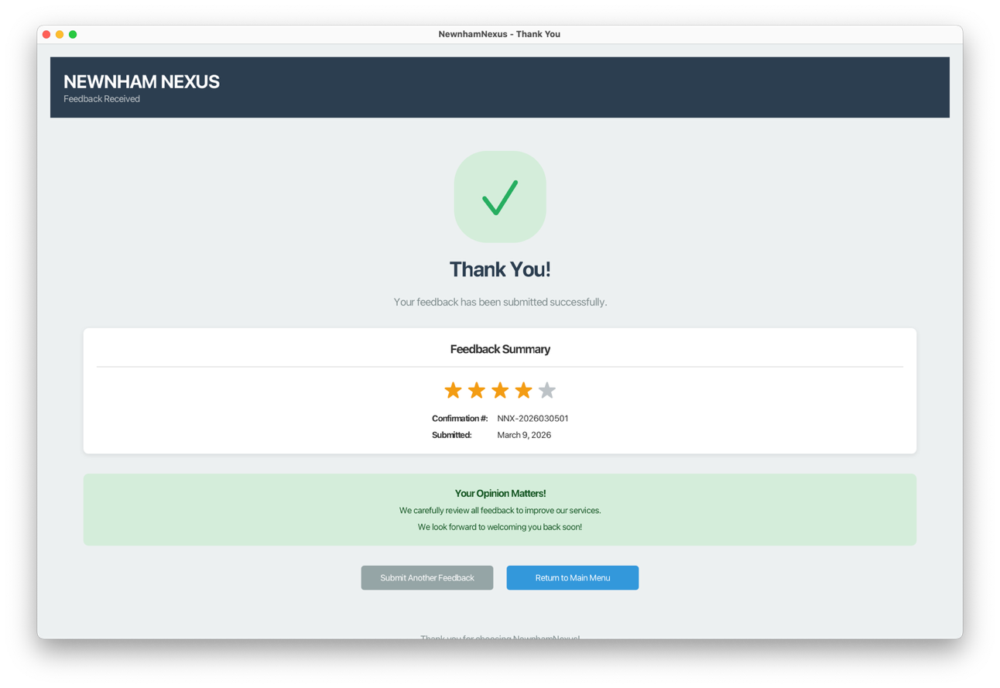 NewnhamNexus - Thank You
NEWNHAM NEXUS
Feedback Received
Thank You!
Your feedback has been submitted successfully.
Feedback Summary
Confirmation #: NNX-2026030501
Submitted: March 9, 2026
Your Opinion Matters!
We carefully review all feedback to improve our services.
We look forward to welcoming you back soon!
Submit Another Feedback
Return to Main Menu
Thank you for choosing NewnhamNexus!